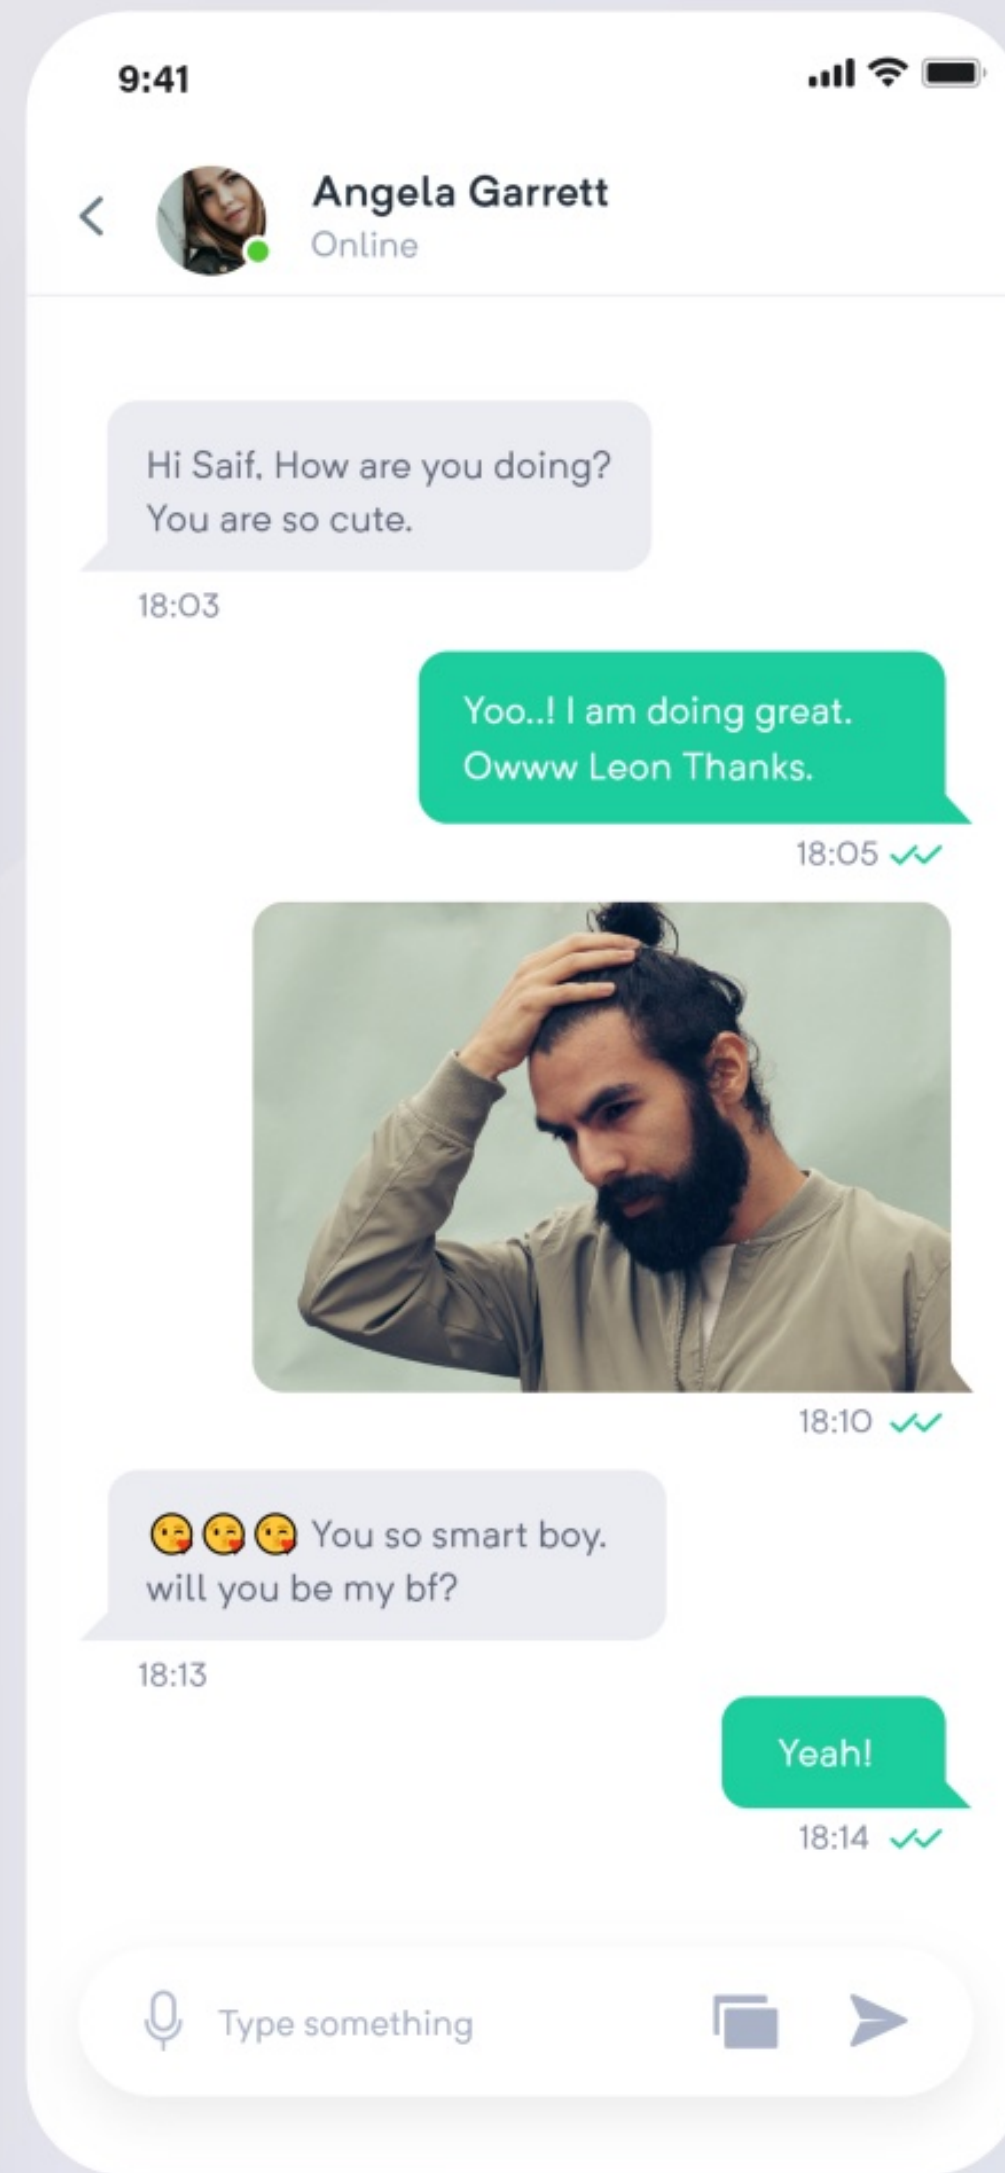 9:41
Angela Garrett
Online
Hi Saif. How are you doing?
You are so cute.
18:03
Yoo..! I am doing great.
Owww Leon Thanks.
18:05
18:10
😘😘😘 You so smart boy.
will you be my bf?
18:13
Yeah!
18:14
Type something